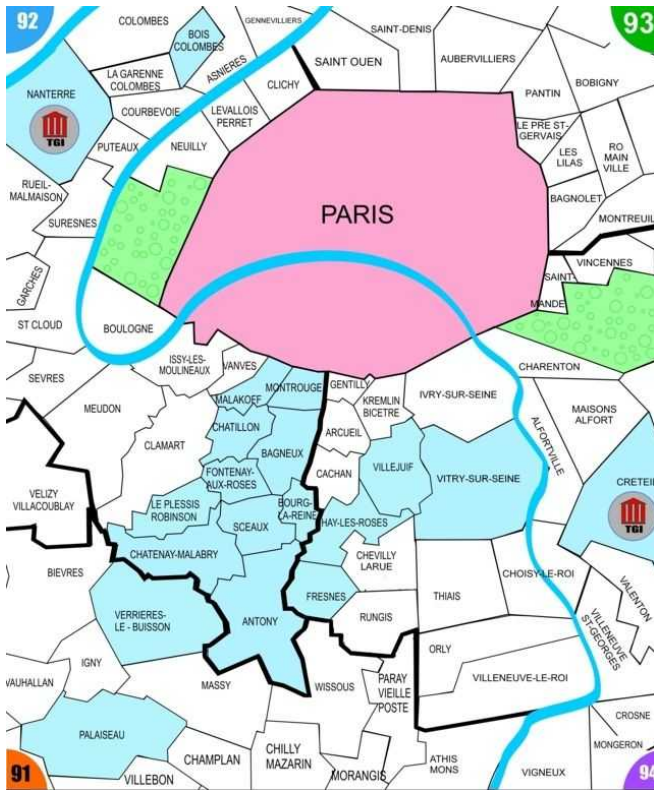 92
COLOMBES
BOIS
COLOMBES
GENNEVILLIERS
SAINT-DENIS
93
ASNIERES
SAINT OUEN
AUBERVILLIERS
LA GARENNE
COLOMBES
CLICHY
PANTIN
BOBIGNY
NANTERRE
TGI
COURBEVOIE
LEVALLOIS
PERRET
LE PRE ST-
GERVAIS
PUTEAUX
NEUILLY
LES
LILAS
RO
MAIN
VILLE
RUEIL-
MALMAISON
SURESNES
PARIS
BAGNOLET
MONTREUIL
GARCHES
VINCENNES
SAINT-
MANDE
ST CLOUD
BOULOGNE
SEVRES
ISSY-LES-
MOULINEAUX
VANVES
MONTROUGE
GENTILLY
CHARENTON
MEUDON
MALAKOFF
KREMLIN
BICETRE
IVRY-SUR-SEINE
MAISONS
ALFORT
CHATILLON
ARCUEIL
ALFORTVILLE
CLAMART
BAGNEUX
CACHAN
VILLEJUIF
VITRY-SUR-SEINE
CRETEIL
TGI
FONTENAY-
AUX-ROSES
VELIZY
VILLACOUBLAY
LE PLESSIS
ROBINSON
SCEAUX
BOURG-
LA-REINE
HAY-LES-ROSES
CHATENAY-MALABRY
CHEVILLY
LARUE
CHOISY-LE-ROI
BIEVRES
VALENTON
VERRIERES-
LE - BUISSON
ANTONY
FRESNES
RUNGIS
THIAIS
VILLENEUVE
ST-GEORGES
IGNY
ORLY
VAUHALLAN
MASSY
WISSOUS
PARAY
VIEILLE
POSTE
VILLENEUVE-LE-ROI
PALAISEAU
CROSNE
MONGERON
91
CHAMPLAN
CHILLY
MAZARIN
MORANGIS
ATHIS
MONS
VIGNEUX
94
VILLEBON